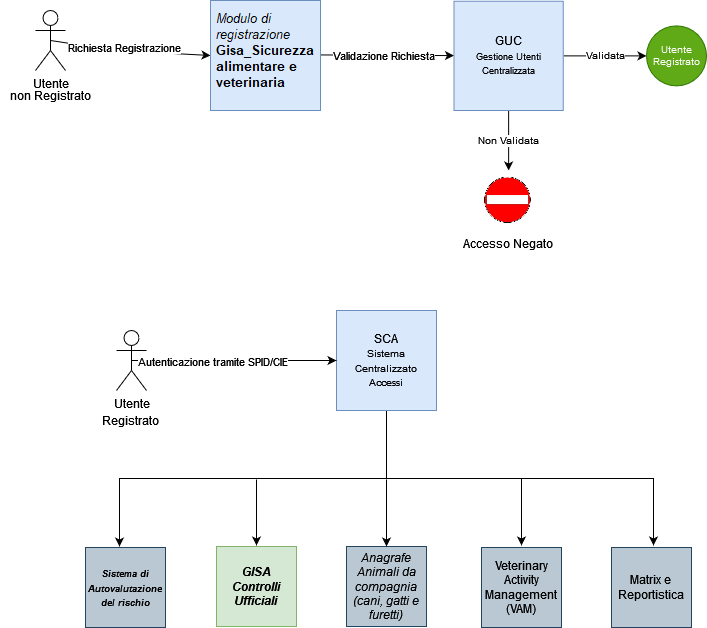 Utente
non Registrato
Richiesta Registrazione
Modulo di
registrazione
Gisa_Sicurezza
alimentare e
veterinaria
Validazione Richiesta
GUC
Gestione Utenti
Centralizzata
Validata
Utente
Registrato
Non Validata
Accesso Negato
Utente
Registrato
Autenticazione tramite SPID/CIE
SCA
Sistema
Centralizzato
Accessi
Sistema di
Autovalutazione
del rischio
GISA
Controlli
Ufficiali
Anagrafe
Animali da
compagnia
(cani, gatti e
furetti)
Veterinary
Activity
Management
(VAM)
Matrix e
Reportistica